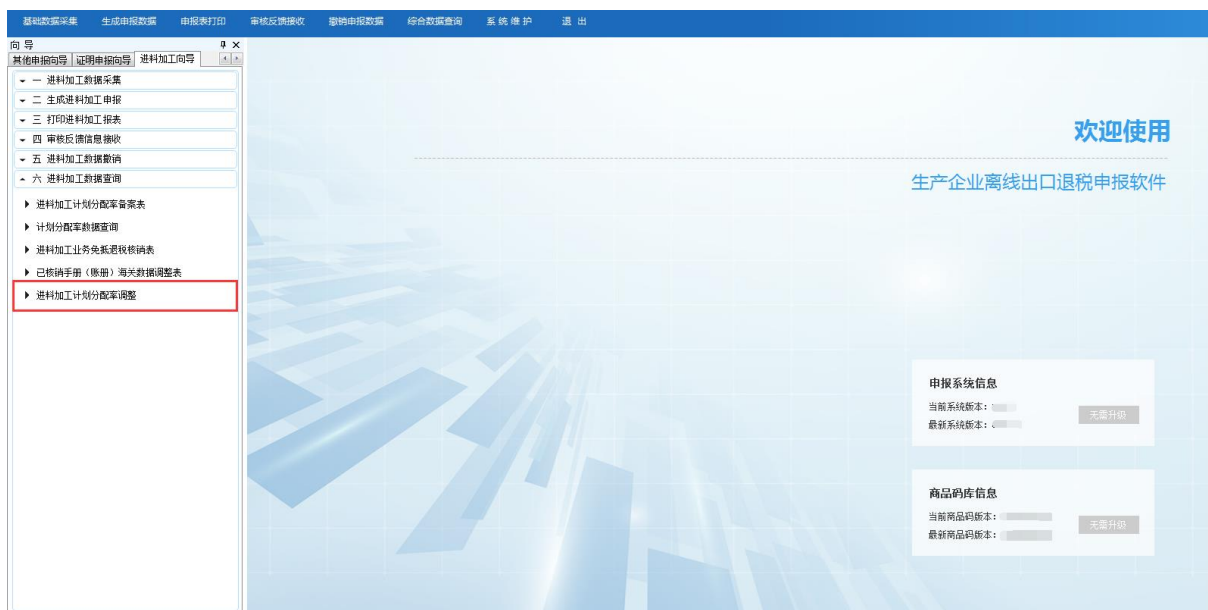 基础数据采集 生成申报数据 申报表打印 审核反馈接收 撤销申报数据 综合数据查询 系统维护 退出
向导
其他申报向导 证明申报向导 进料加工向导
一 进料加工数据采集
二 生成进料加工申报
三 打印进料加工报表
四 审核反馈信息接收
五 进料加工数据撤销
六 进料加工数据查询
进料加工计划分配率备案表
计划分配率数据查询
进料加工业务免抵退税核销表
已核销手册（账册）海关数据调整表
进料加工计划分配率调整
欢迎使用
生产企业离线出口退税申报软件
申报系统信息
当前系统版本：
无需升级
最新系统版本：
商品码库信息
当前商品码版本：
无需升级
最新商品码版本：